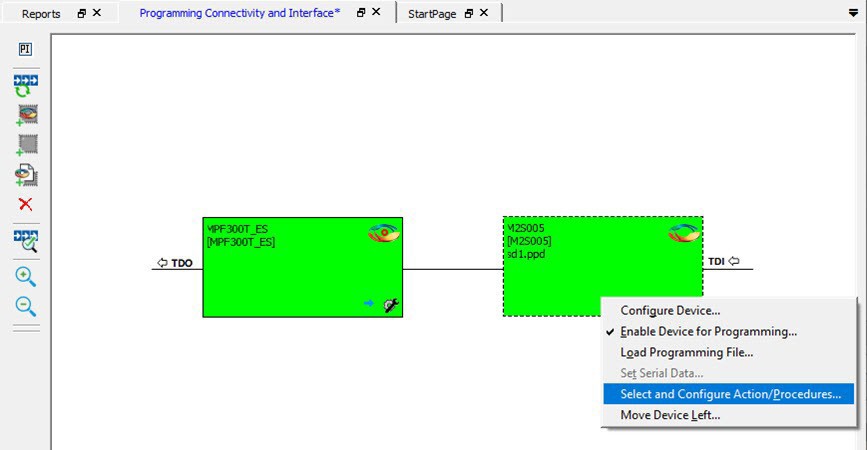 Reports
Programming Connectivity and Interface*
StartPage
PI
MPF300T_ES
[MPF300T_ES]
M2S005
[M2S005]
sd1.ppd
TDO
TDI
Configure Device...
Enable Device for Programming...
Load Programming File...
Set Serial Data...
Select and Configure Action/Procedures...
Move Device Left...